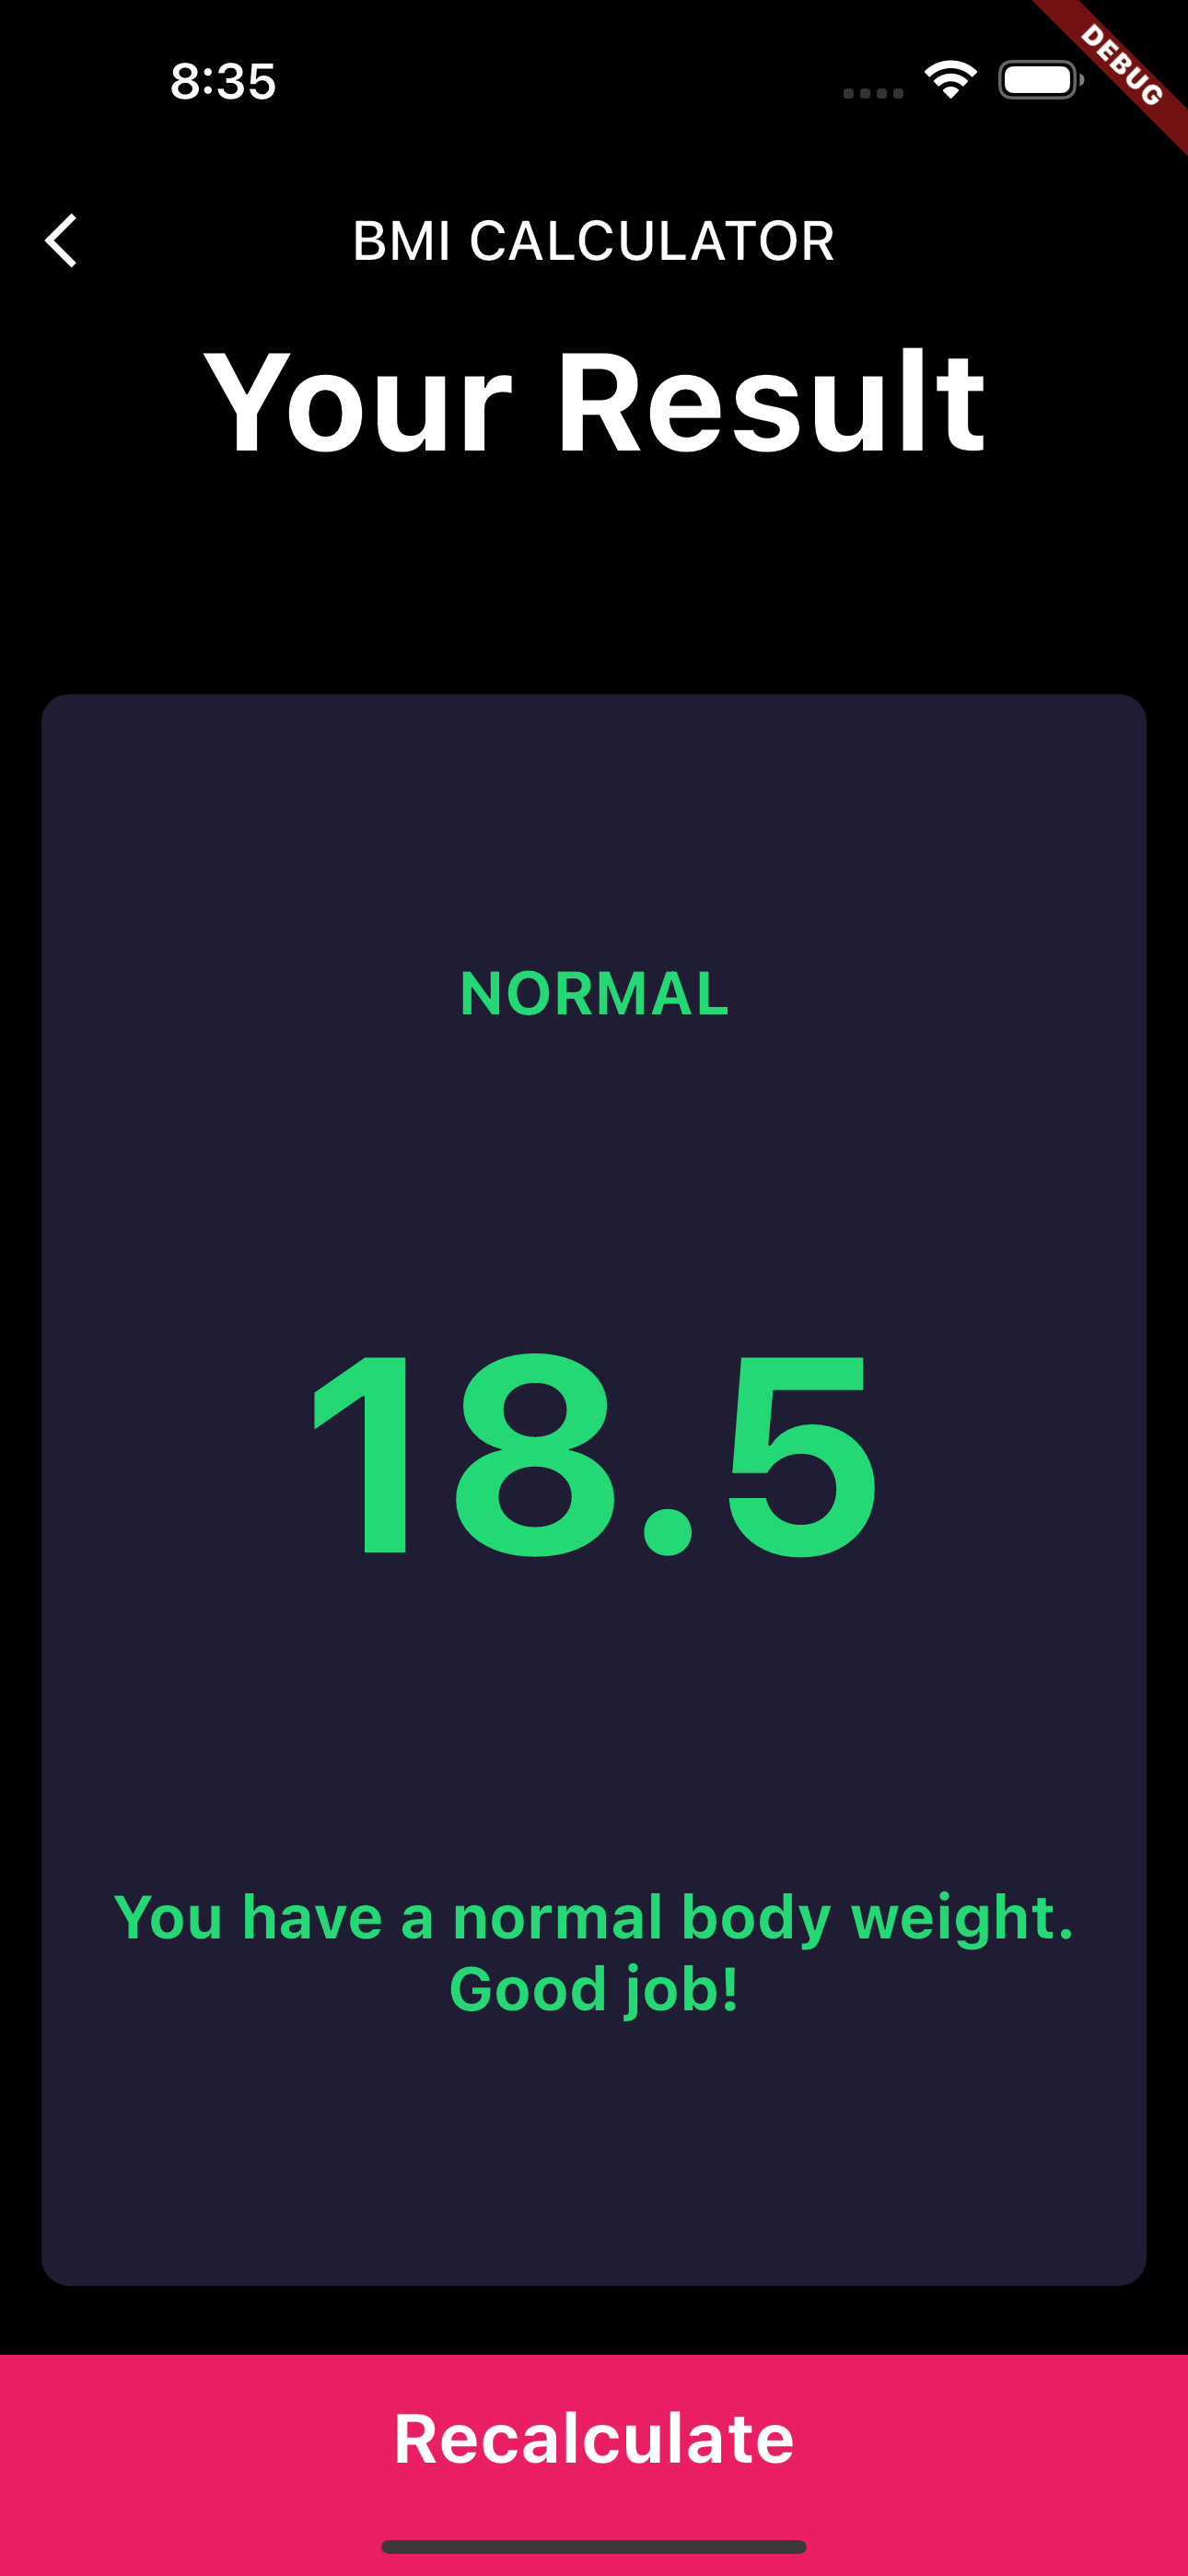 8:35
DEBUG
BMI CALCULATOR
Your Result
NORMAL
18.5
You have a normal body weight.
Good job!
Recalculate